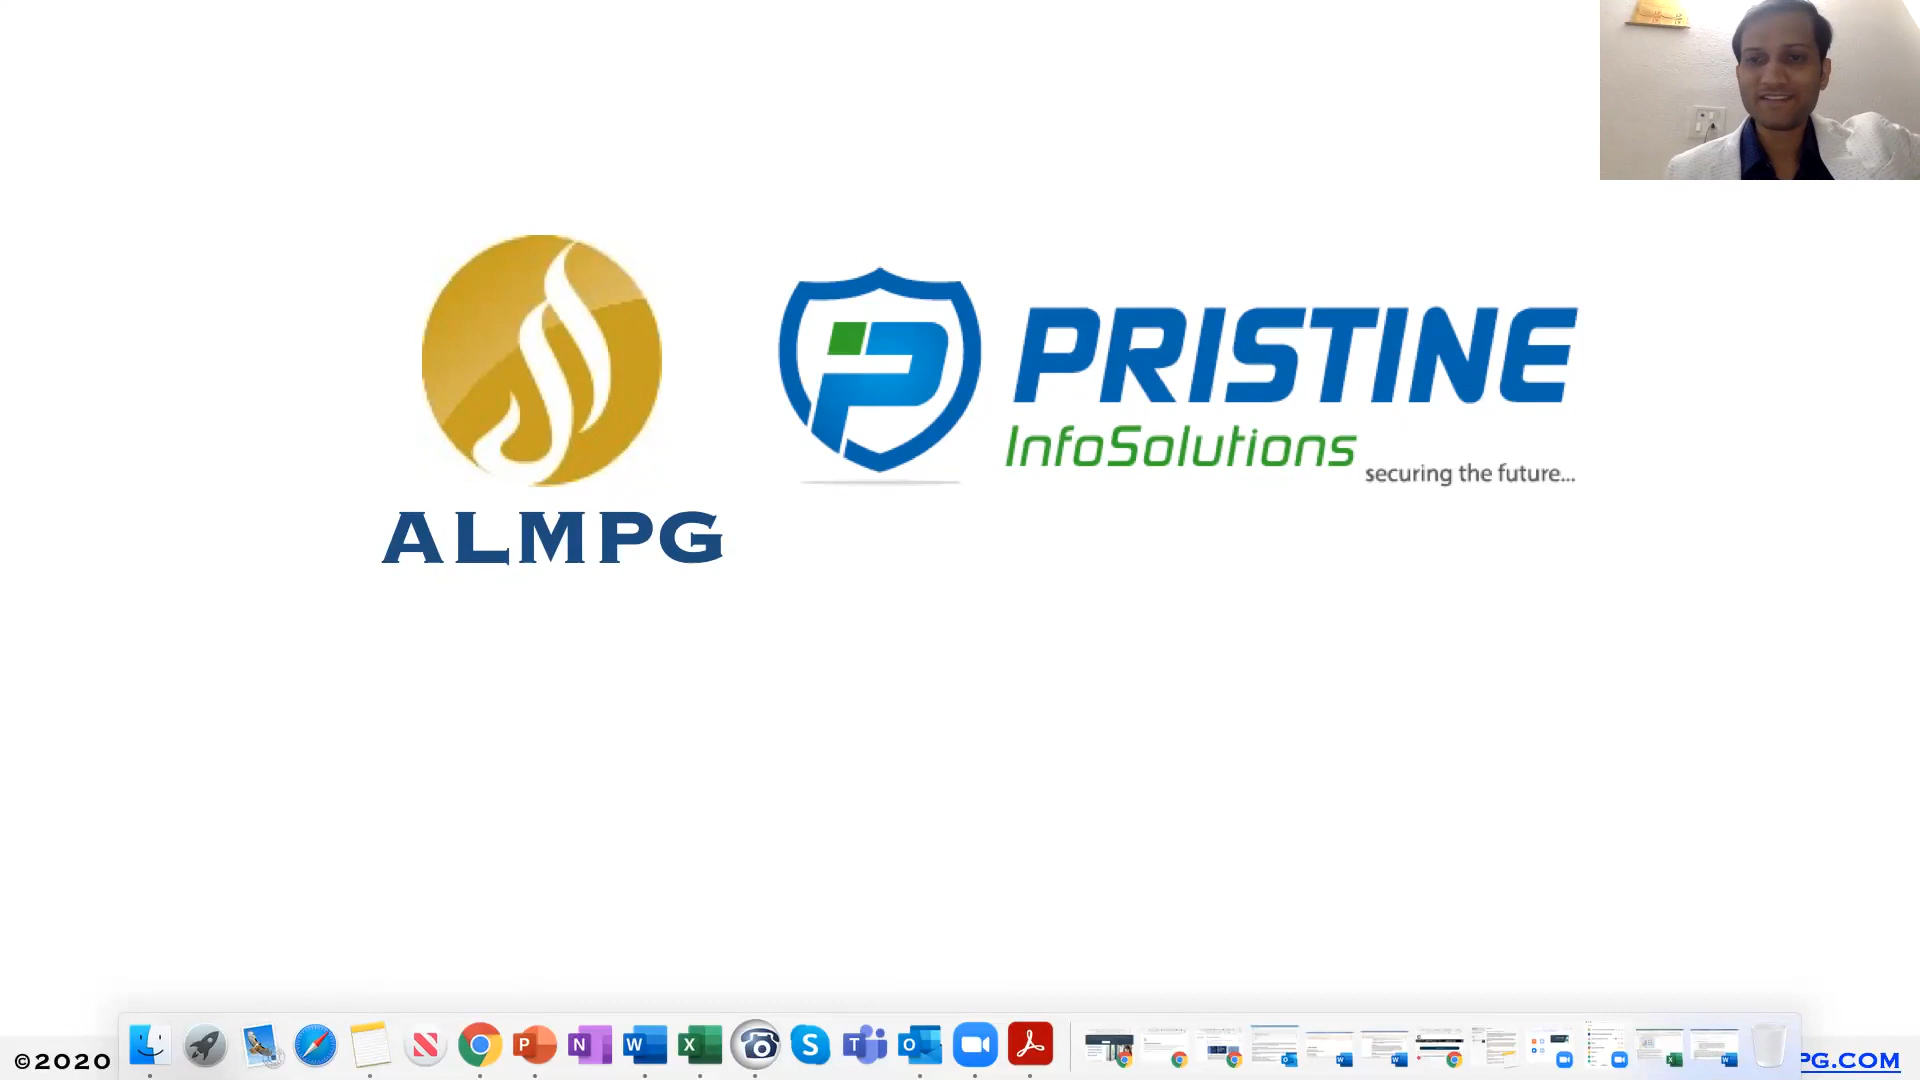 PRISTINE
InfoSolutions
securing the future...
ALMPG
©2020
PG.COM